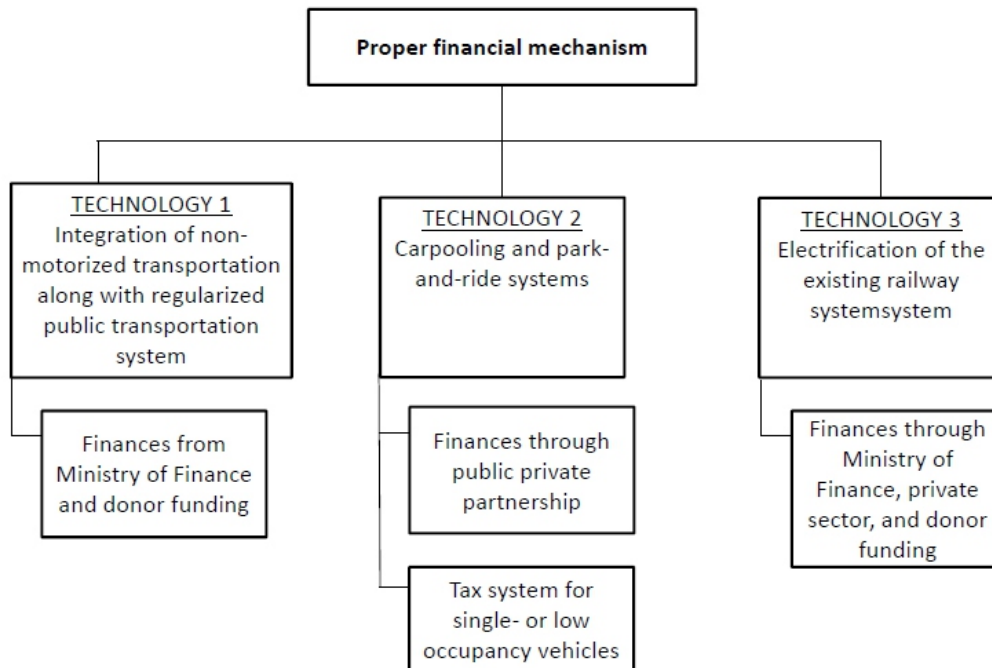 Proper financial mechanism
TECHNOLOGY 1
Integration of non-
motorized transportation
along with regularized
public transportation
system
TECHNOLOGY 2
Carpooling and park-
and-ride systems
TECHNOLOGY 3
Electrification of the
existing railway
systemsystem
Finances from
Ministry of Finance
and donor funding
Finances through
public private
partnership
Tax system for
single- or low
occupancy vehicles
Finances through
Ministry of
Finance, private
sector, and donor
funding